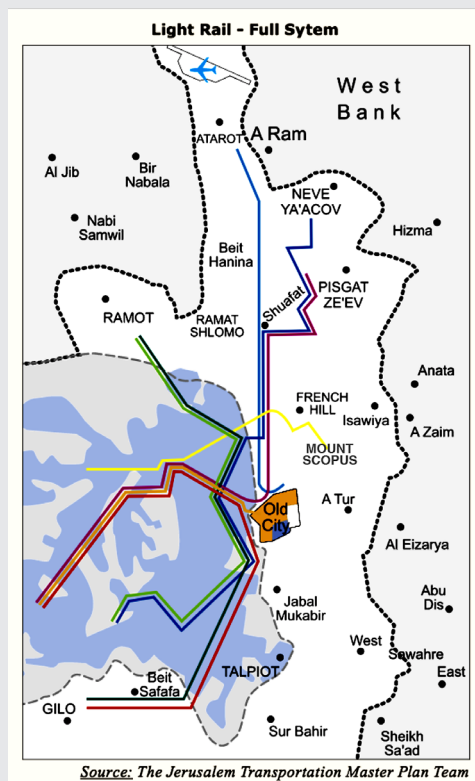 Light Rail - Full Sytem
West
Bank
ATAROT
A Ram
Al Jib
Bir
Nabala
NEVE
YA'ACOV
Nabi
Samwil
Hizma
Beit
Hanina
PISGAT
ZE'EV
Shuafat
RAMOT
RAMAT
SHLOMO
Anata
FRENCH
HILL
Isawiya
A Zaim
MOUNT
SCOPUS
A Tur
Old
City
Al Eizarya
Abu
Dis
Jabal
Mukabir
West
Sawahre
East
TALPIOT
Beit
Safafa
GILO
Sur Bahir
Sheikh
Sa'ad
Source: The Jerusalem Transportation Master Plan Team